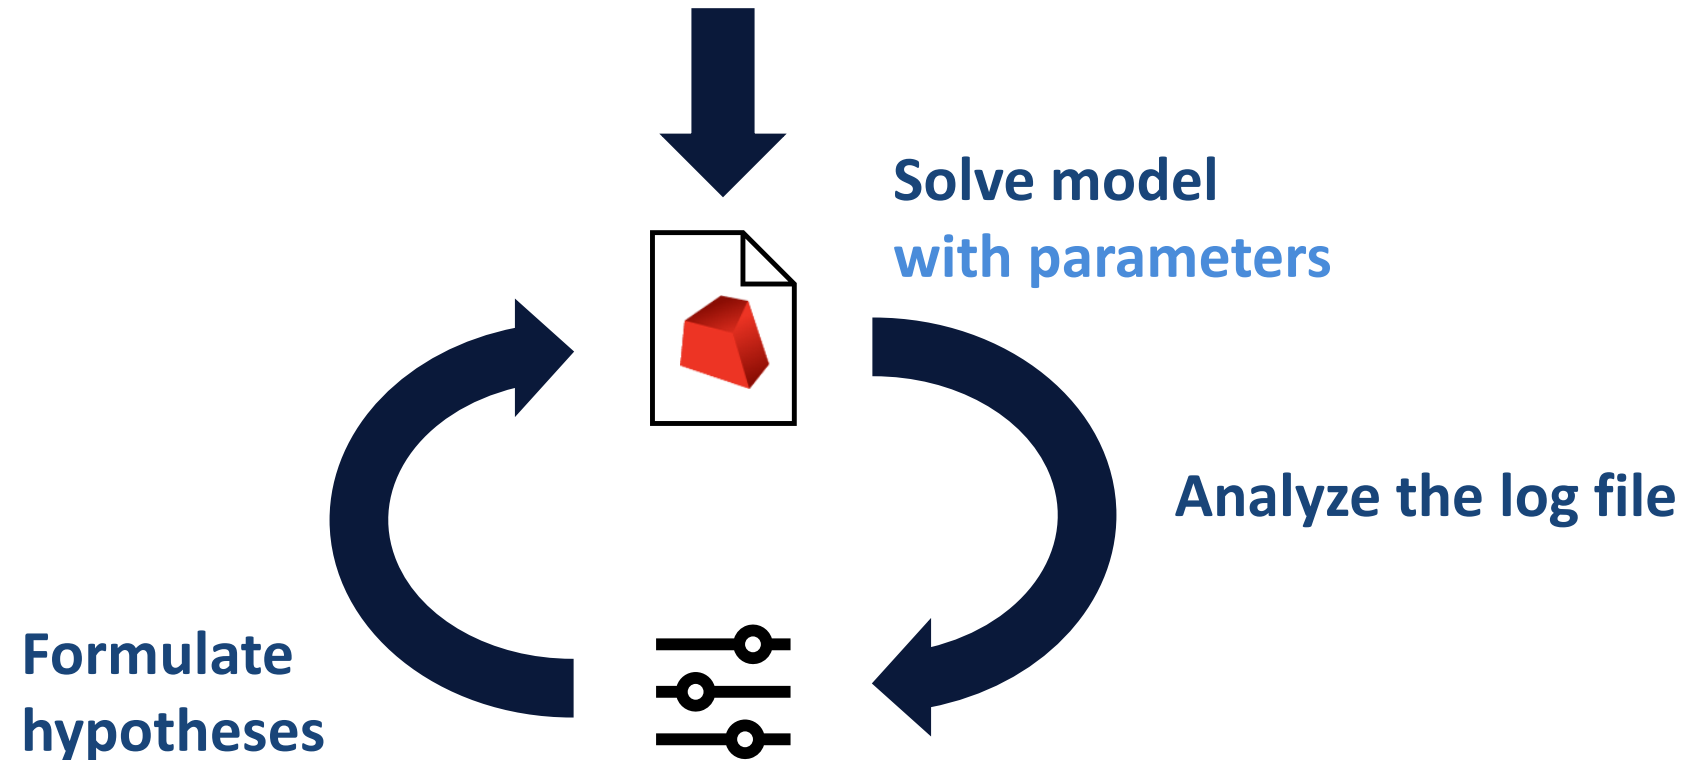 Solve model
with parameters
Analyze the log file
Formulate
hypotheses